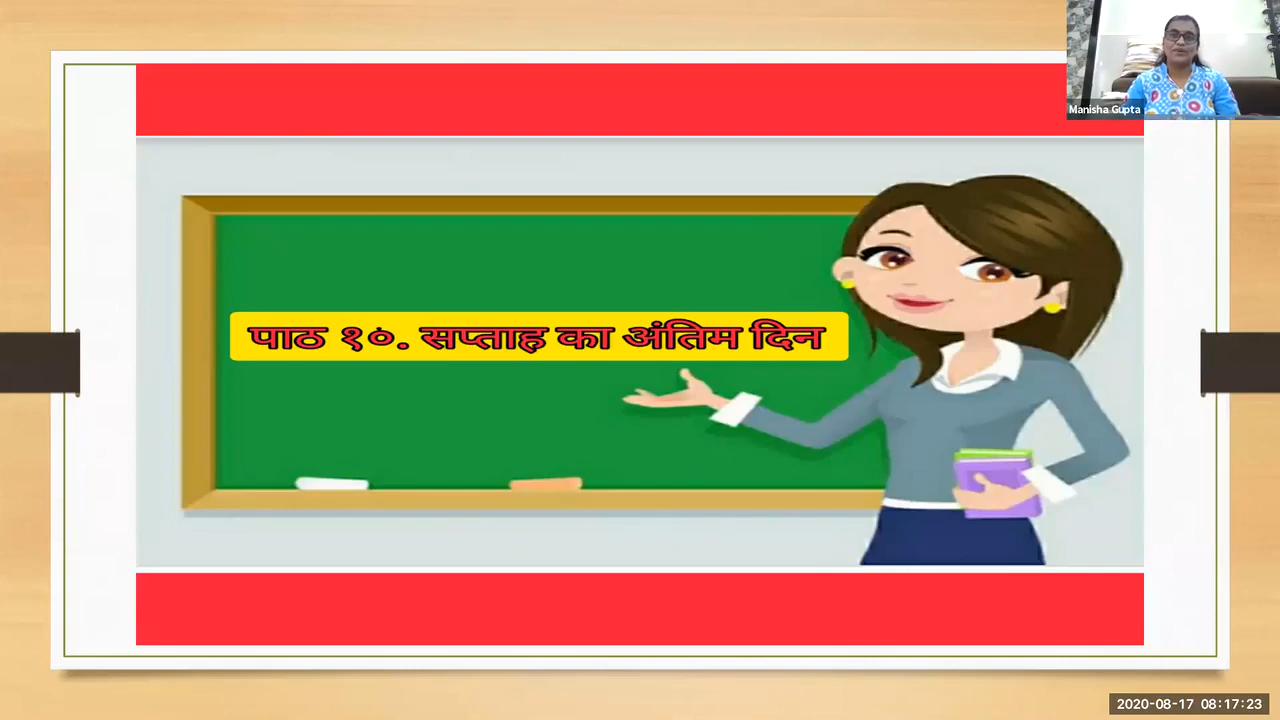 Manisha Gupta
पाठ १०. सप्ताह का अंतिम दिन
2020-08-17 08:17:23